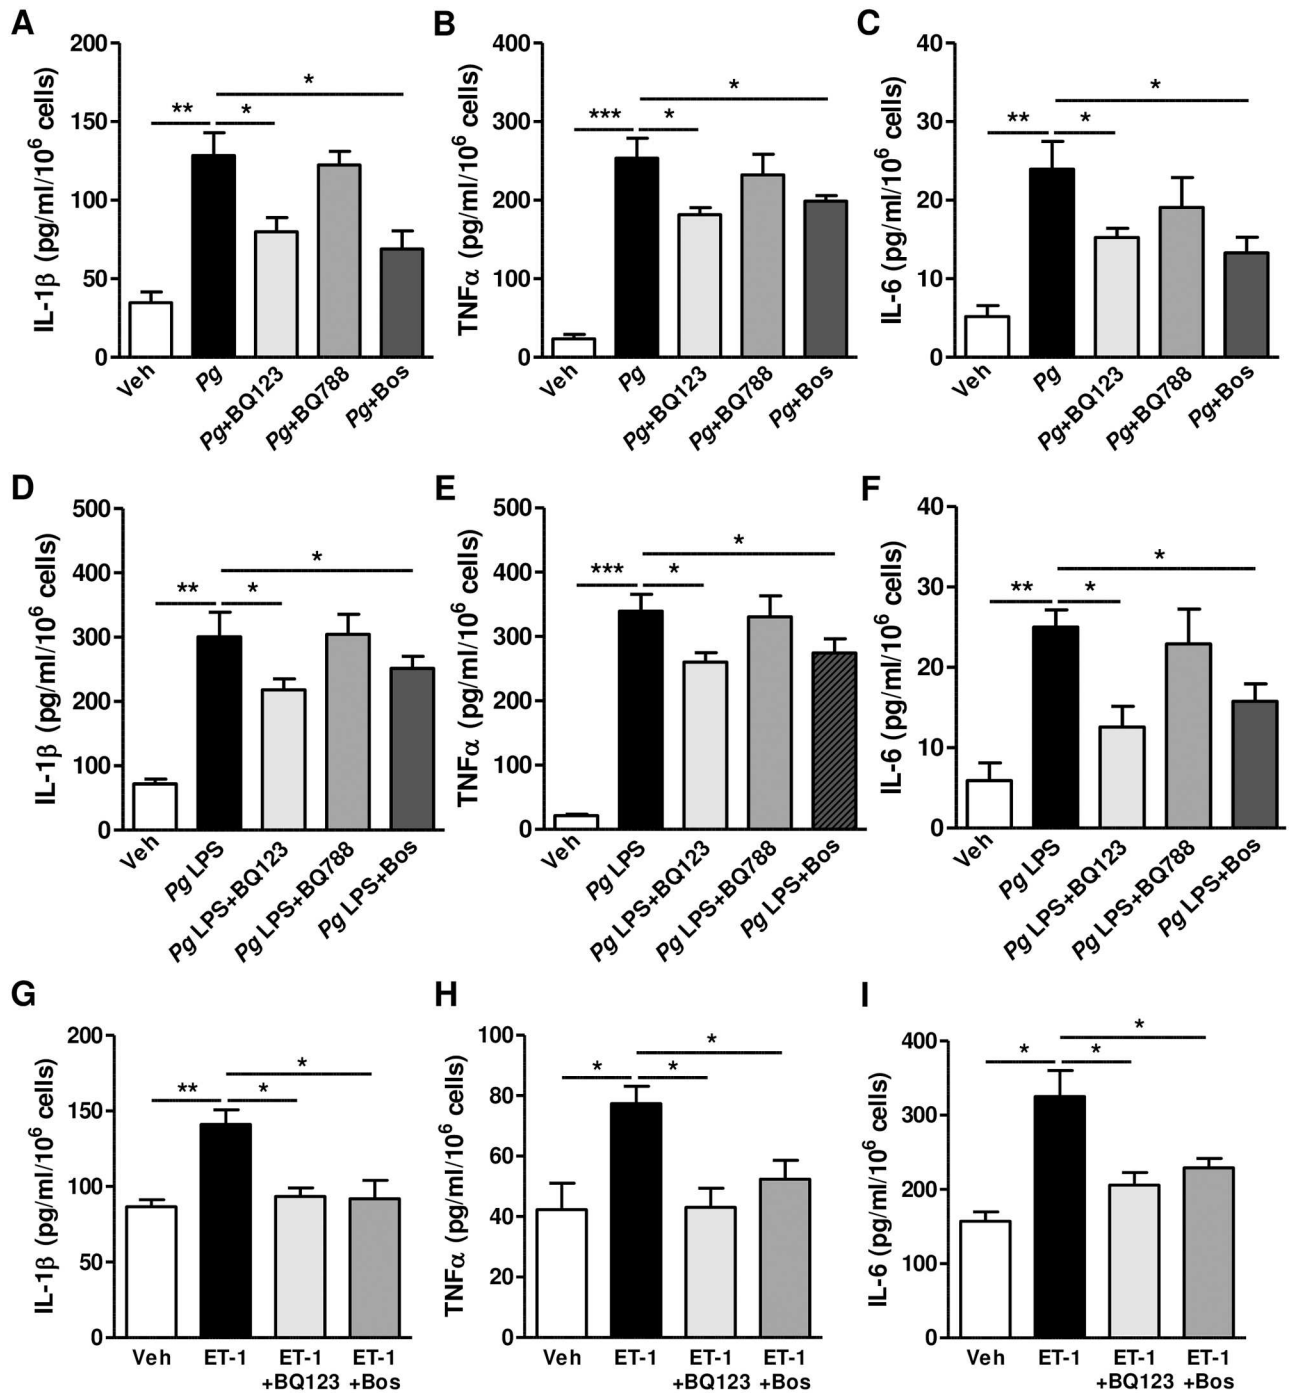 A
IL-1β (pg/ml/10⁶ cells)
200
150
100
50
0
**
*
*
Veh
Pg
Pg+BQ123
Pg+BQ788
Pg+Bos
B
TNFα (pg/ml/10⁶ cells)
400
300
200
100
0
***
*
*
Veh
Pg
Pg+BQ123
Pg+BQ788
Pg+Bos
C
IL-6 (pg/ml/10⁶ cells)
40
30
20
10
0
**
*
*
Veh
Pg
Pg+BQ123
Pg+BQ788
Pg+Bos
D
IL-1β (pg/ml/10⁶ cells)
500
400
300
200
100
0
**
*
*
Veh
Pg LPS
Pg LPS+BQ123
Pg LPS+BQ788
Pg LPS+Bos
E
TNFα (pg/ml/10⁶ cells)
500
400
300
200
100
0
***
*
*
Veh
Pg LPS
Pg LPS+BQ123
Pg LPS+BQ788
Pg LPS+Bos
F
IL-6 (pg/ml/10⁶ cells)
40
30
20
10
0
**
*
*
Veh
Pg LPS
Pg LPS+BQ123
Pg LPS+BQ788
Pg LPS+Bos
G
IL-1β (pg/ml/10⁶ cells)
200
150
100
50
0
**
*
*
Veh
ET-1
ET-1
+BQ123
ET-1
+Bos
H
TNFα (pg/ml/10⁶ cells)
100
80
60
40
20
0
*
*
*
Veh
ET-1
ET-1
+BQ123
ET-1
+Bos
I
IL-6 (pg/ml/10⁶ cells)
400
300
200
100
0
*
*
*
Veh
ET-1
ET-1
+BQ123
ET-1
+Bos